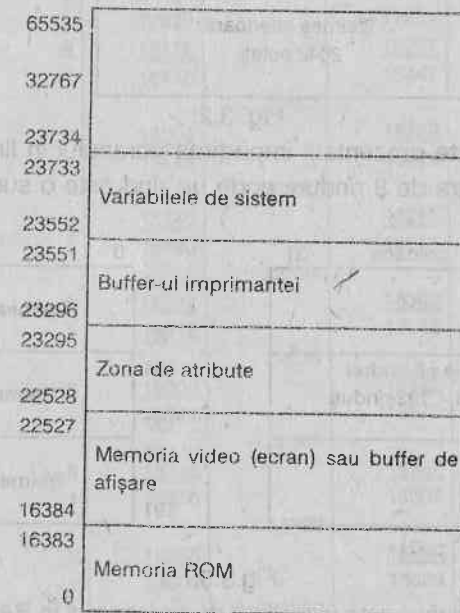 65535
32767
23734
23733
Variabilele de sistem
23552
23551
Buffer-ul imprimantei
23296
23295
Zona de atribute
22528
22527
Memoria video (ecran) sau buffer de
afișare
16384
16383
Memoria ROM
0